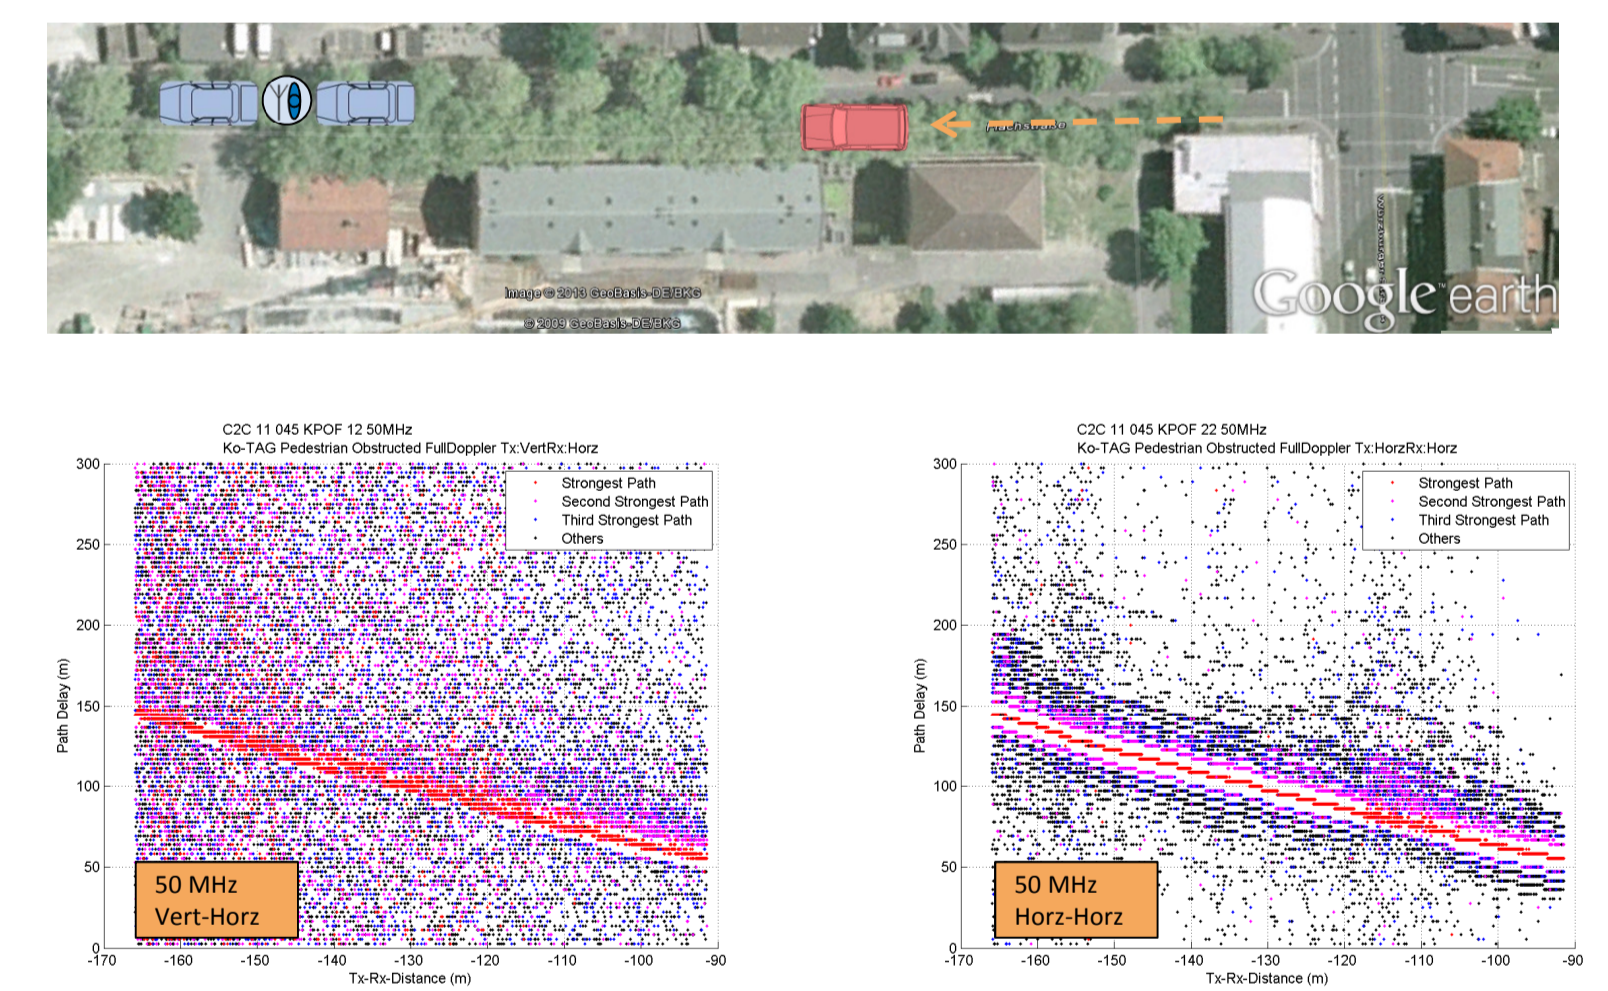 Flachstraße
Image © 2013 GeoBasis-DE/BKG
© 2009 GeoBasis-DE/BKG
Google earth
C2C 11 045 KPOF 12 50MHz
Ko-TAG Pedestrian Obstructed FullDoppler Tx:VertRx:Horz
300
250
200
150
100
50
0
Path Delay (m)
Strongest Path
Second Strongest Path
Third Strongest Path
Others
50 MHz
Vert-Horz
-170
-160
-150
-140
-130
-120
-110
-100
-90
Tx-Rx-Distance (m)
C2C 11 045 KPOF 22 50MHz
Ko-TAG Pedestrian Obstructed FullDoppler Tx:HorzRx:Horz
300
250
200
150
100
50
0
Path Delay (m)
Strongest Path
Second Strongest Path
Third Strongest Path
Others
50 MHz
Horz-Horz
-170
-160
-150
-140
-130
-120
-110
-100
-90
Tx-Rx-Distance (m)